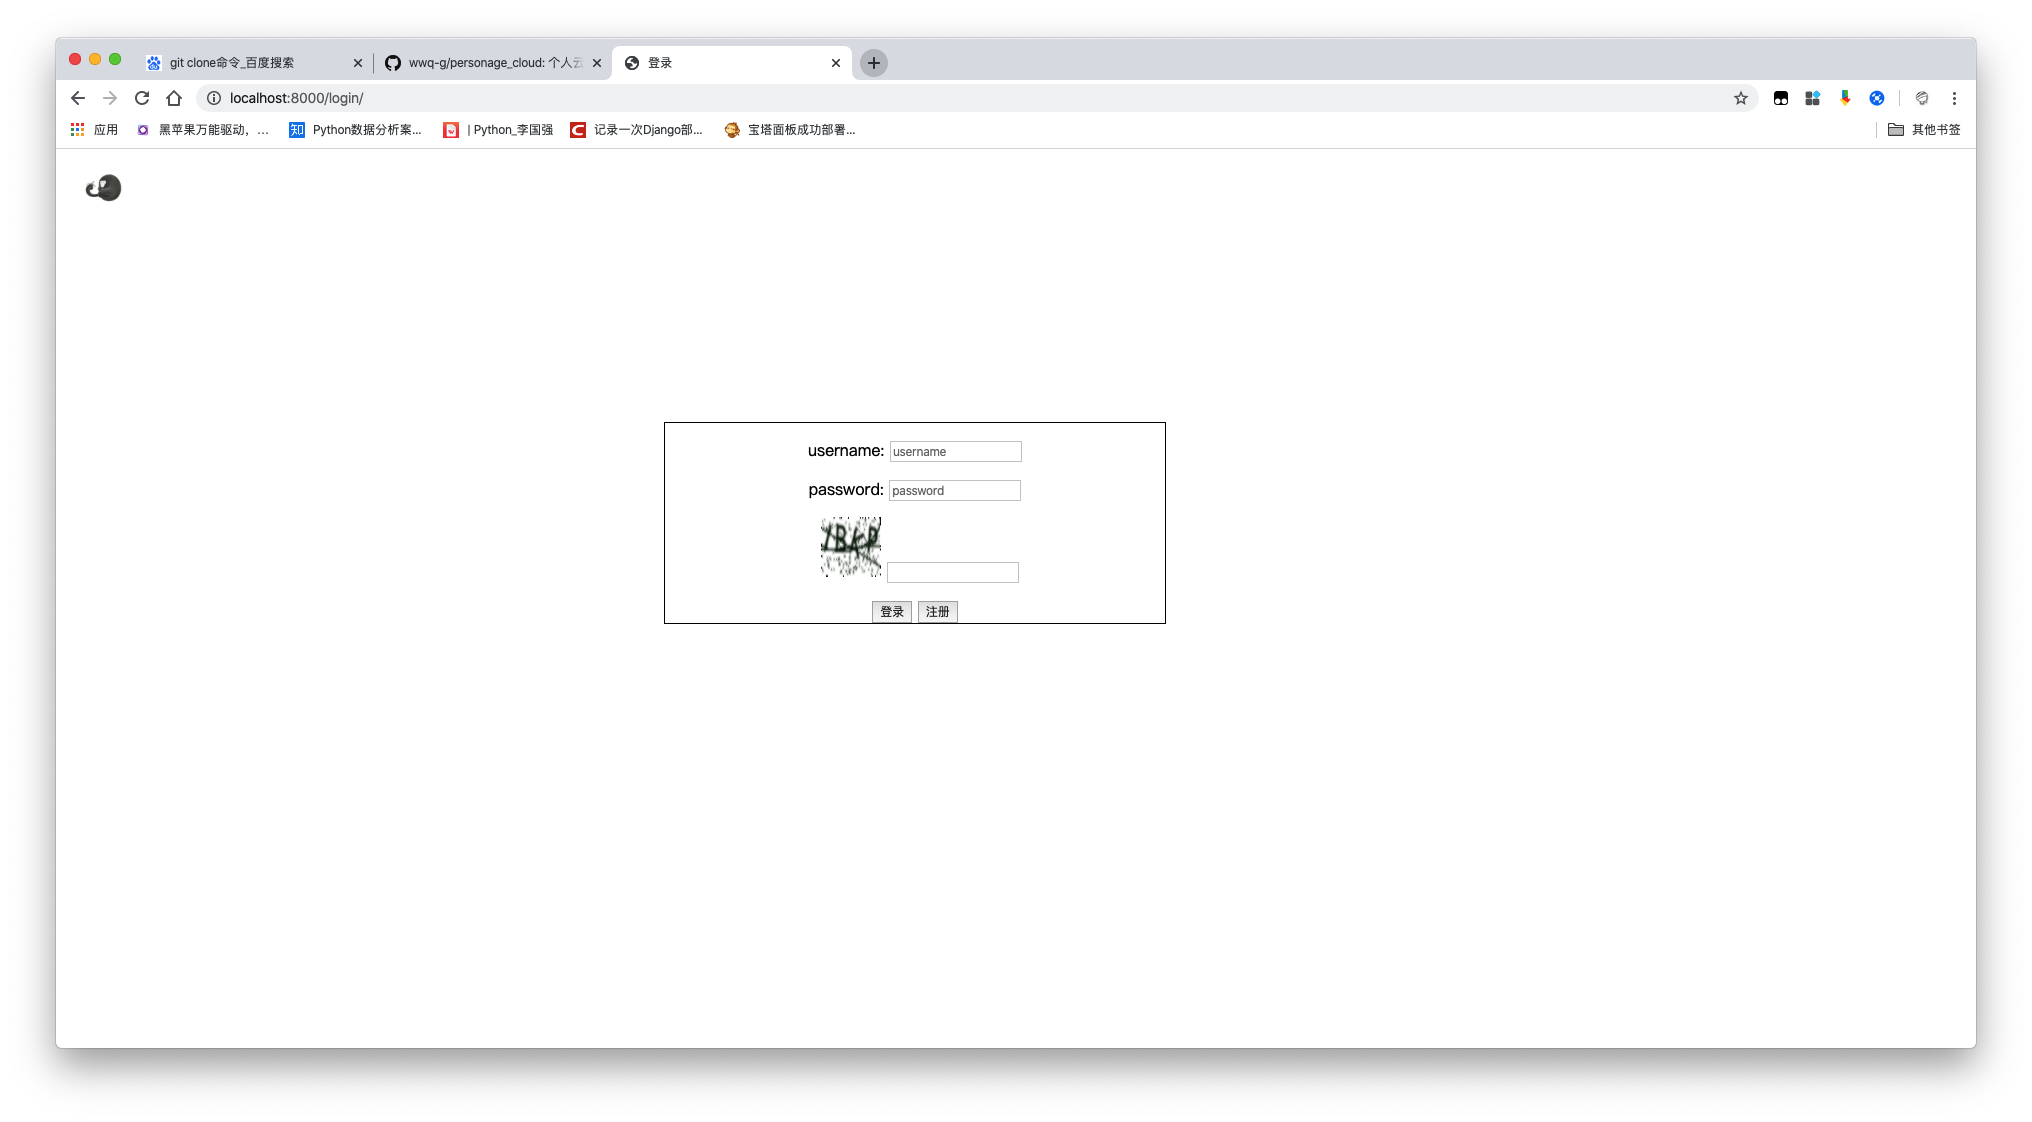 git clone命令_百度搜索
wwq-g/personage_cloud: 个人云
登录
localhost:8000/login/
应用
黑苹果万能驱动，...
知 Python数据分析案...
| Python_李国强
C 记录一次Django部...
宝塔面板成功部署...
其他书签
username: username
password: password
登录 注册